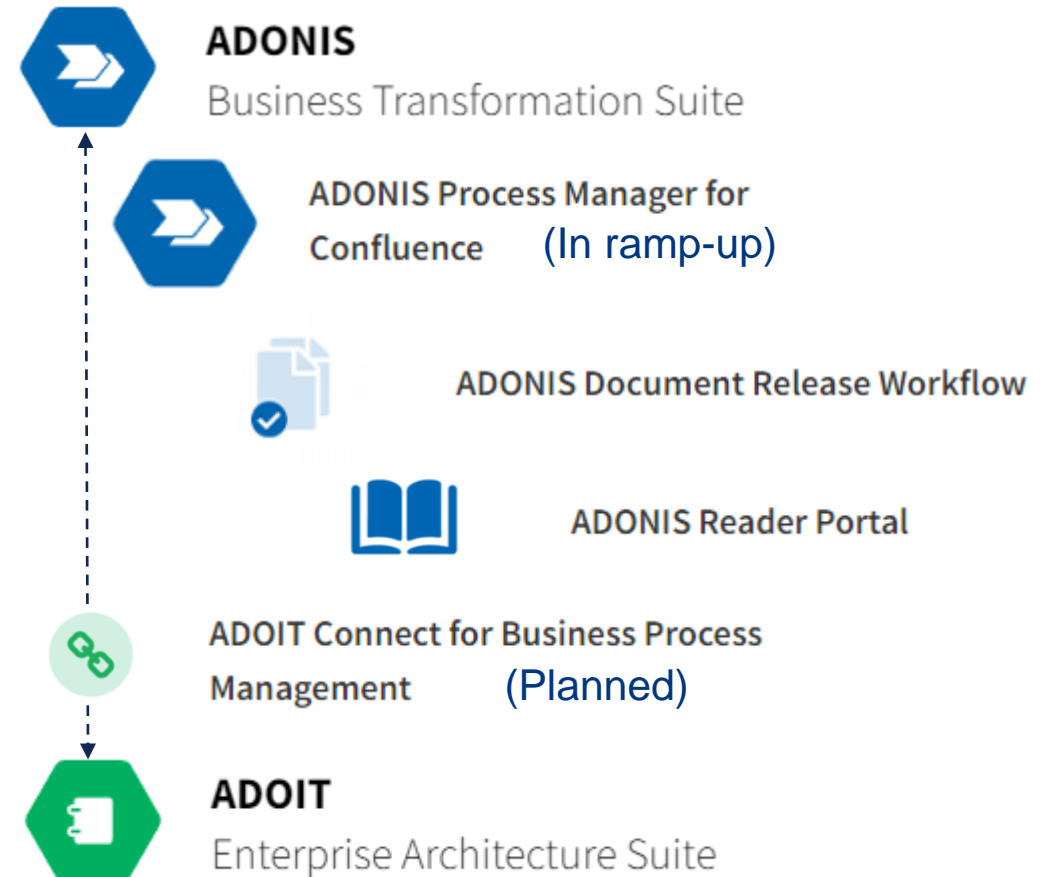 ADONIS
Business Transformation Suite
ADONIS Process Manager for
Confluence (In ramp-up)
ADONIS Document Release Workflow
ADONIS Reader Portal
ADOIT Connect for Business Process
Management (Planned)
ADOIT
Enterprise Architecture Suite